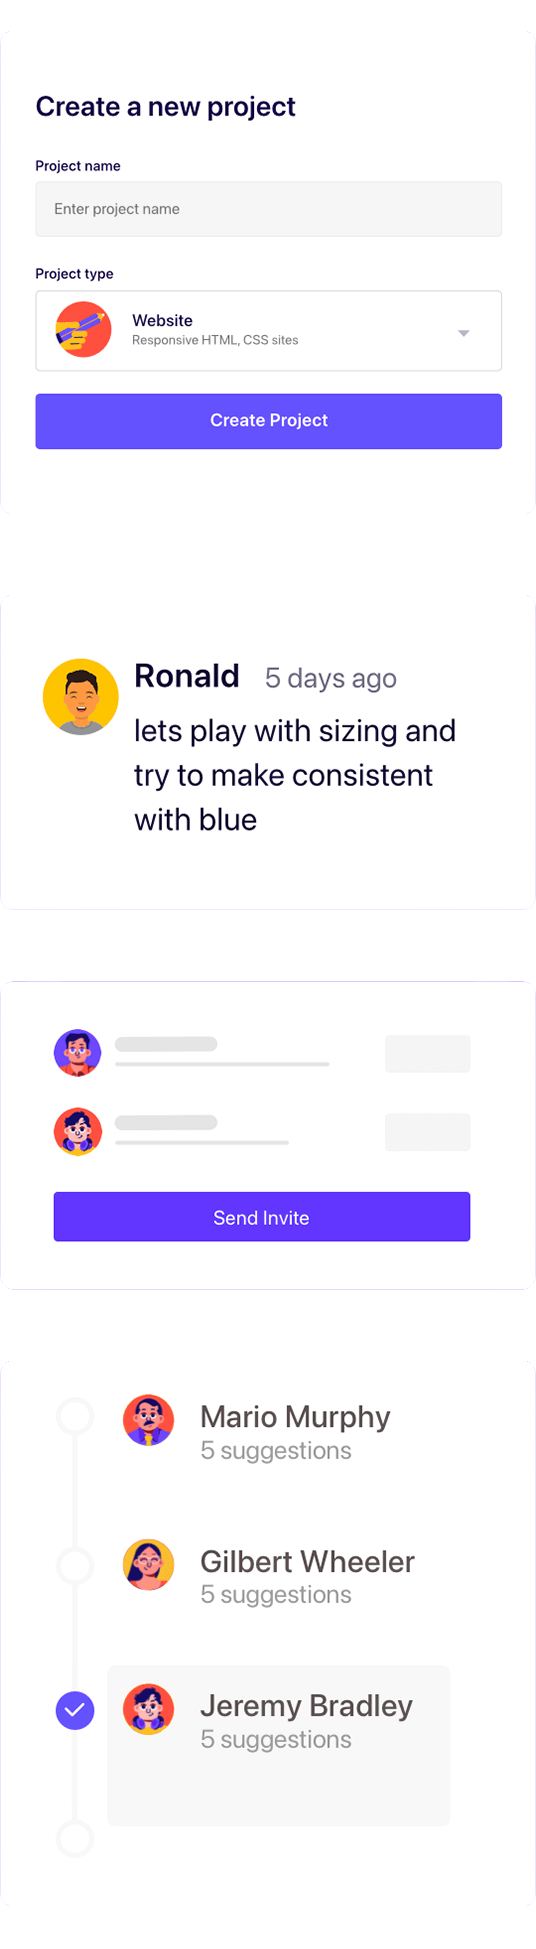 Create a new project
Project name
Enter project name
Project type
Website
Responsive HTML, CSS sites
Create Project
Ronald 5 days ago
lets play with sizing and
try to make consistent
with blue
Send Invite
Mario Murphy
5 suggestions
Gilbert Wheeler
5 suggestions
Jeremy Bradley
5 suggestions